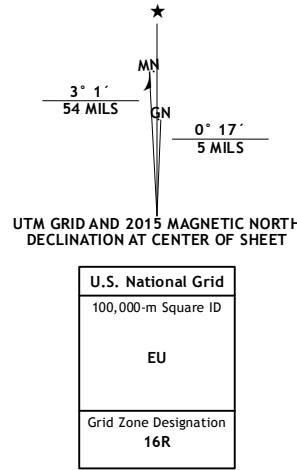 ★
MN
3° 1´
54 MILS
GN
0° 17´
5 MILS
UTM GRID AND 2015 MAGNETIC NORTH
DECLINATION AT CENTER OF SHEET
U.S. National Grid
100,000-m Square ID
EU
Grid Zone Designation
16R